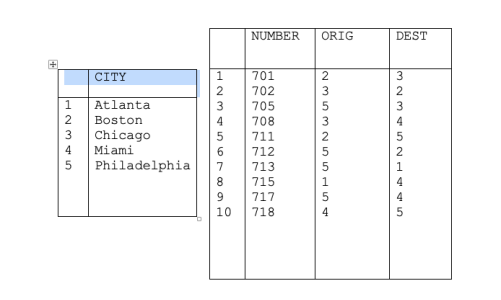 CITY
1 Atlanta
2 Boston
3 Chicago
4 Miami
5 Philadelphia
NUMBER ORIG DEST
1 701 2 3
2 702 3 2
3 705 5 3
4 708 3 4
5 711 2 5
6 712 5 2
7 713 5 1
8 715 1 4
9 717 5 4
10 718 4 5